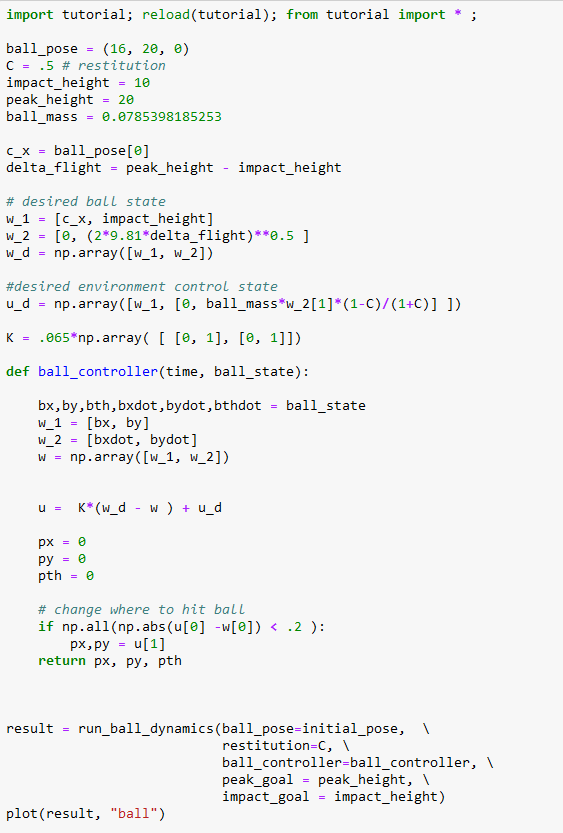 import tutorial; reload(tutorial); from tutorial import * ;
ball_pose = (16, 20, 0)
C = .5 # restitution
impact_height = 10
peak_height = 20
ball_mass = 0.0785398185253
c_x = ball_pose[0]
delta_flight = peak_height - impact_height
# desired ball state
w_1 = [c_x, impact_height]
w_2 = [0, (2*9.81*delta_flight)**0.5 ]
w_d = np.array([w_1, w_2])
#desired environment control state
u_d = np.array([w_1, [0, ball_mass*w_2[1]*(1-C)/(1+C)] ])
K = .065*np.array( [ [0, 1], [0, 1]])
def ball_controller(time, ball_state):
    bx,by,bth,bxdot,bydot,bthdot = ball_state
    w_1 = [bx, by]
    w_2 = [bxdot, bydot]
    w = np.array([w_1, w_2])
    u =  K*(w_d - w ) + u_d
    px = 0
    py = 0
    pth = 0
    # change where to hit ball
    if np.all(np.abs(u[0] -w[0]) < .2 ):
        px,py = u[1]
    return px, py, pth
result = run_ball_dynamics(ball_pose=initial_pose,  \
                           restitution=C, \
                           ball_controller=ball_controller, \
                           peak_goal = peak_height, \
                           impact_goal = impact_height)
plot(result, "ball")